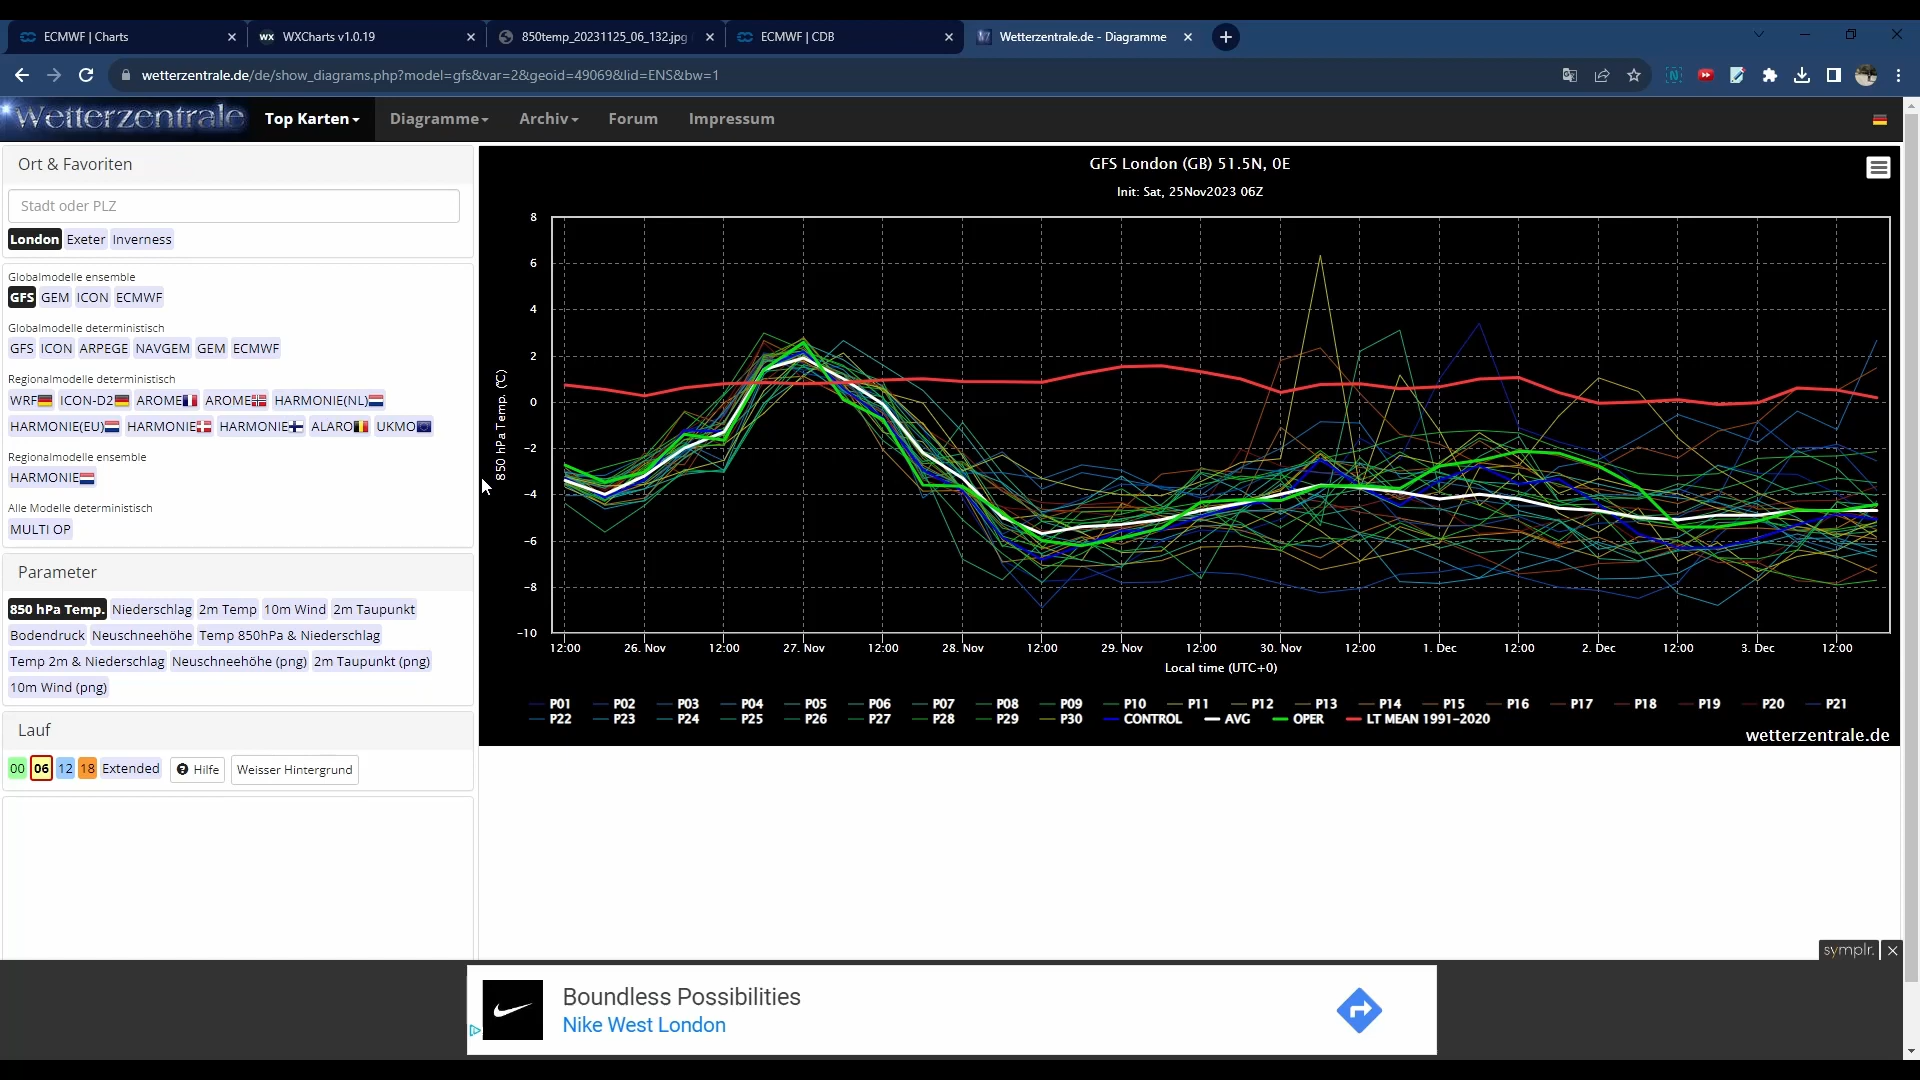 ECMWF | Charts
WXCharts v1.0.19
850temp_20231125_06_132.jpg
ECMWF | CDB
Wetterzentrale.de - Diagramme
wetterzentrale.de/de/show_diagrams.php?model=gfs&var=2&geoid=49069&lid=ENS&bw=1
Wetterzentrale Top Karten Diagramme Archiv Forum Impressum
Ort & Favoriten
Stadt oder PLZ
London Exeter Inverness
Globalmodelle ensemble
GFS GEM ICON ECMWF
Globalmodelle deterministisch
GFS ICON ARPEGE NAVGEM GEM ECMWF
Regionalmodelle deterministisch
WRF ICON-D2 AROME AROME HARMONIE(NL)
HARMONIE(EU) HARMONIE HARMONIE ALARO UKMO
Regionalmodelle ensemble
HARMONIE
Alle Modelle deterministisch
MULTI OP
Parameter
850 hPa Temp. Niederschlag 2m Temp 10m Wind 2m Taupunkt
Bodendruck Neuschneehöhe Temp 850hPa & Niederschlag
Temp 2m & Niederschlag Neuschneehöhe (png) 2m Taupunkt (png)
10m Wind (png)
Lauf
00 06 12 18 Extended Hilfe Weisser Hintergrund
GFS London (GB) 51.5N, 0E
Init: Sat, 25Nov2023 06Z
850 hPa Temp. (°C)
8
6
4
2
0
-2
-4
-6
-8
-10
12:00 26. Nov 12:00 27. Nov 12:00 28. Nov 12:00 29. Nov 12:00 30. Nov 12:00 1. Dec 12:00 2. Dec 12:00 3. Dec 12:00
Local time (UTC+0)
P01 P02 P03 P04 P05 P06 P07 P08 P09 P10 P11 P12 P13 P14 P15 P16 P17 P18 P19 P20 P21
P22 P23 P24 P25 P26 P27 P28 P29 P30 CONTROL AVG OPER LT MEAN 1991-2020
wetterzentrale.de
symplr.
Boundless Possibilities
Nike West London